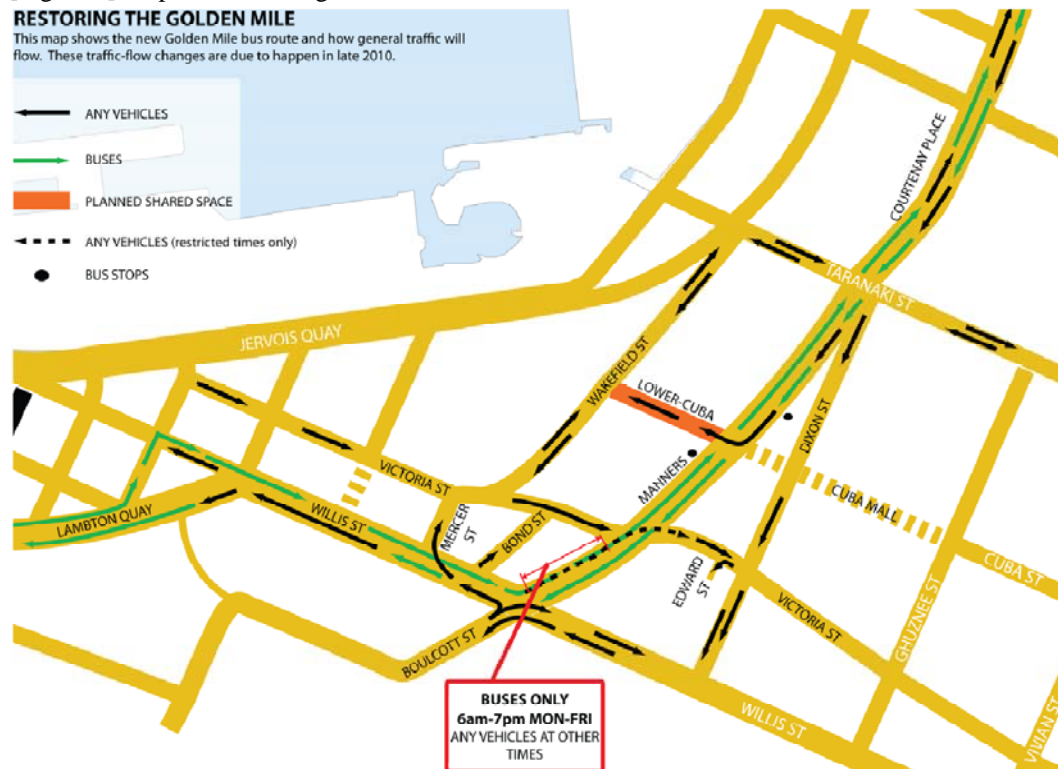 RESTORING THE GOLDEN MILE
This map shows the new Golden Mile bus route and how general traffic will
flow. These traffic-flow changes are due to happen in late 2010.
ANY VEHICLES
BUSES
PLANNED SHARED SPACE
ANY VEHICLES (restricted times only)
BUS STOPS
COURTENAY PLACE
TARANAKI ST
JERVOIS QUAY
WAKEFIELD ST
LOWER-CUBA
DIXON ST
MANNERS
CUBA MALL
VICTORIA ST
WILLIS ST
LAMBTON QUAY
MERCER
ST
BOND ST
EDWARD
ST
CUBA ST
GHUZNEE ST
VICTORIA ST
BOULCOTT ST
WILLIS ST
VIVIAN ST
BUSES ONLY
6am-7pm MON-FRI
ANY VEHICLES AT OTHER
TIMES